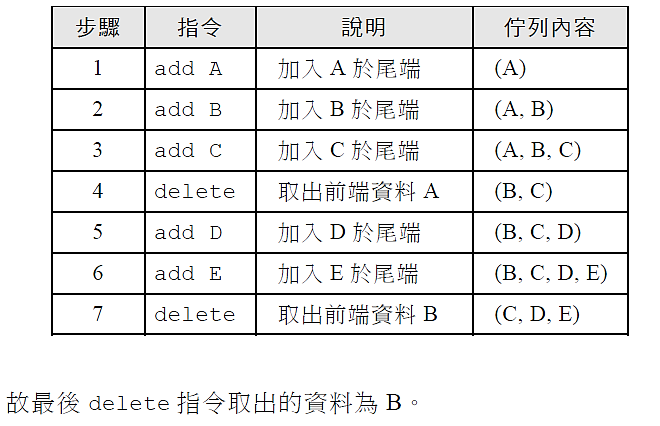 步驟 指令 說明 佇列內容
1 add A 加入 A 於尾端 (A)
2 add B 加入 B 於尾端 (A, B)
3 add C 加入 C 於尾端 (A, B, C)
4 delete 取出前端資料 A (B, C)
5 add D 加入 D 於尾端 (B, C, D)
6 add E 加入 E 於尾端 (B, C, D, E)
7 delete 取出前端資料 B (C, D, E)
故最後 delete 指令取出的資料為 B。